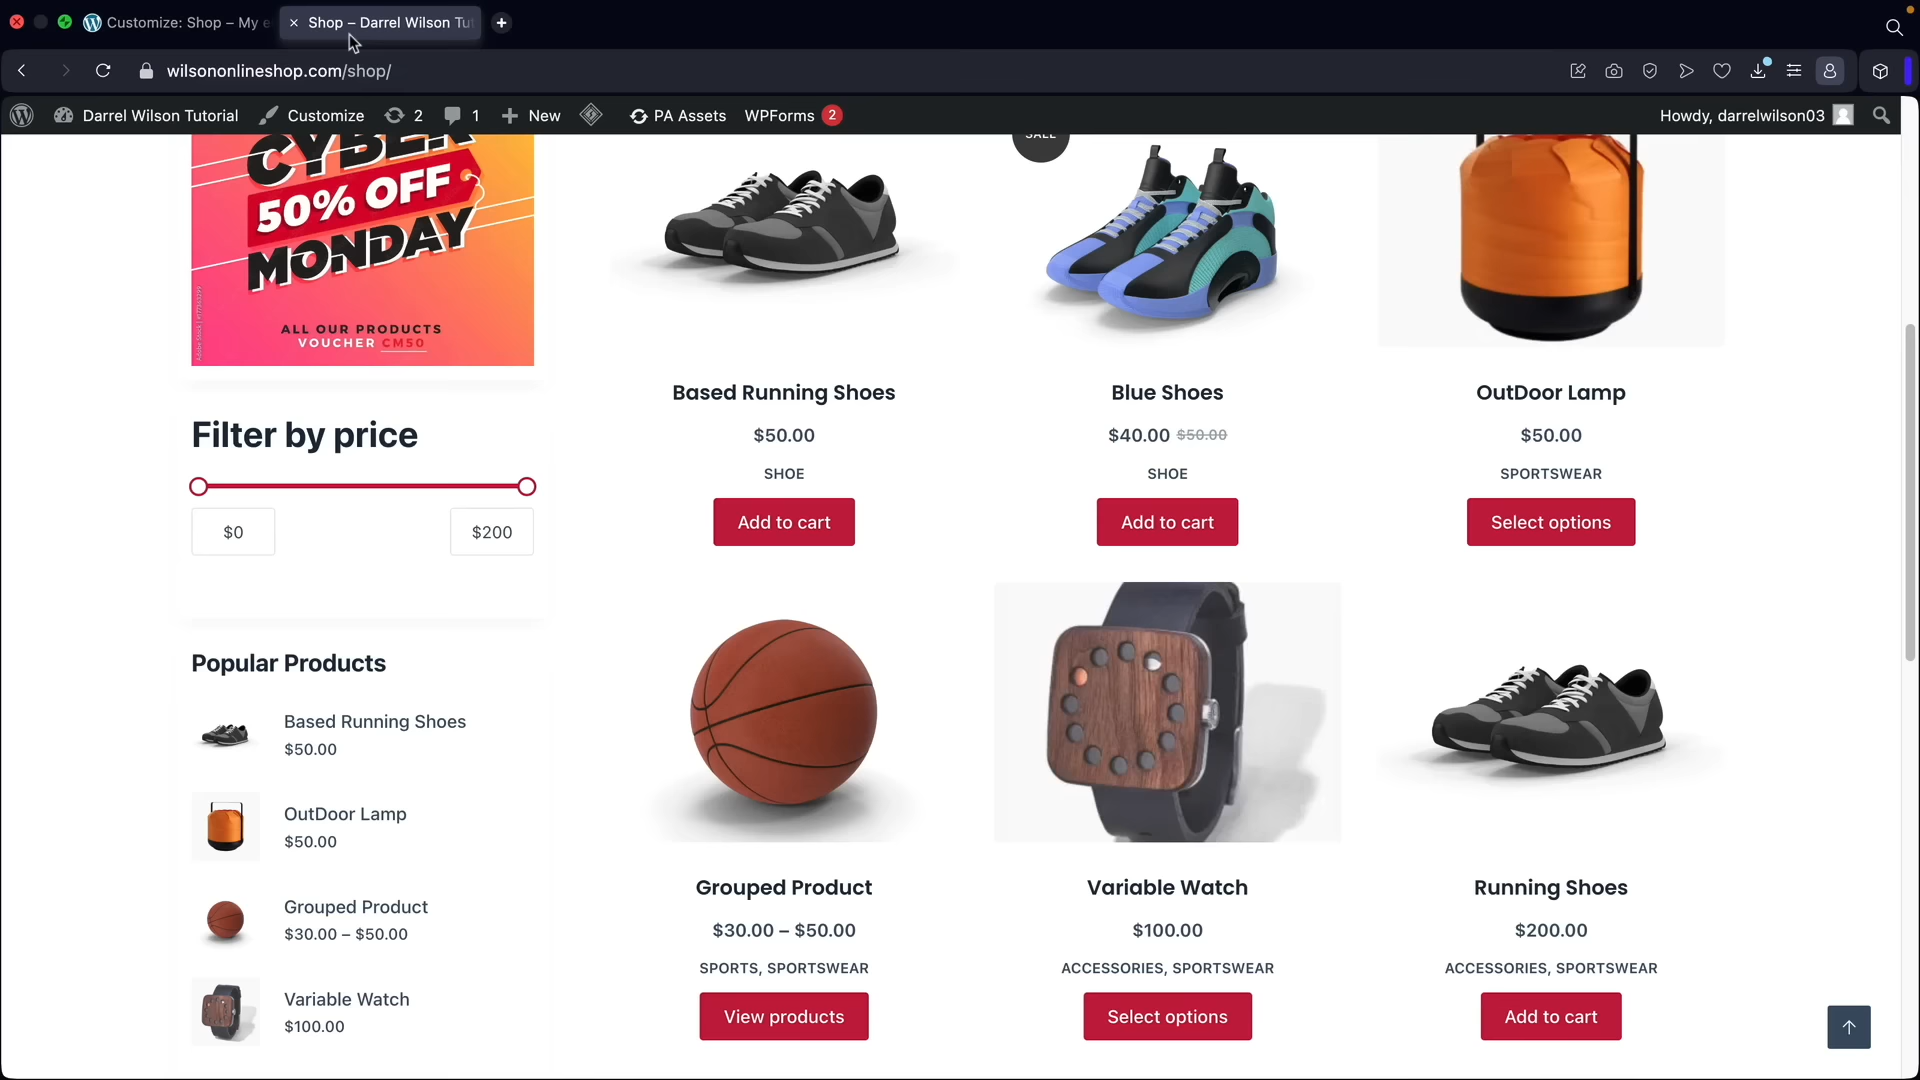 Customize: Shop – My e
Shop – Darrel Wilson Tut
wilsononlineshop.com/shop/
Darrel Wilson Tutorial
Customize
2
1
New
PA Assets
WPForms 2
Howdy, darrelwilson03
CYBER
50% OFF
MONDAY
ALL OUR PRODUCTS
VOUCHER CM50
SALE
Based Running Shoes
$50.00
SHOE
Add to cart
Blue Shoes
$40.00 $50.00
SHOE
Add to cart
OutDoor Lamp
$50.00
SPORTSWEAR
Select options
Filter by price
$0
$200
Popular Products
Based Running Shoes
$50.00
OutDoor Lamp
$50.00
Grouped Product
$30.00 – $50.00
Variable Watch
$100.00
Grouped Product
$30.00 – $50.00
SPORTS, SPORTSWEAR
View products
Variable Watch
$100.00
ACCESSORIES, SPORTSWEAR
Select options
Running Shoes
$200.00
ACCESSORIES, SPORTSWEAR
Add to cart